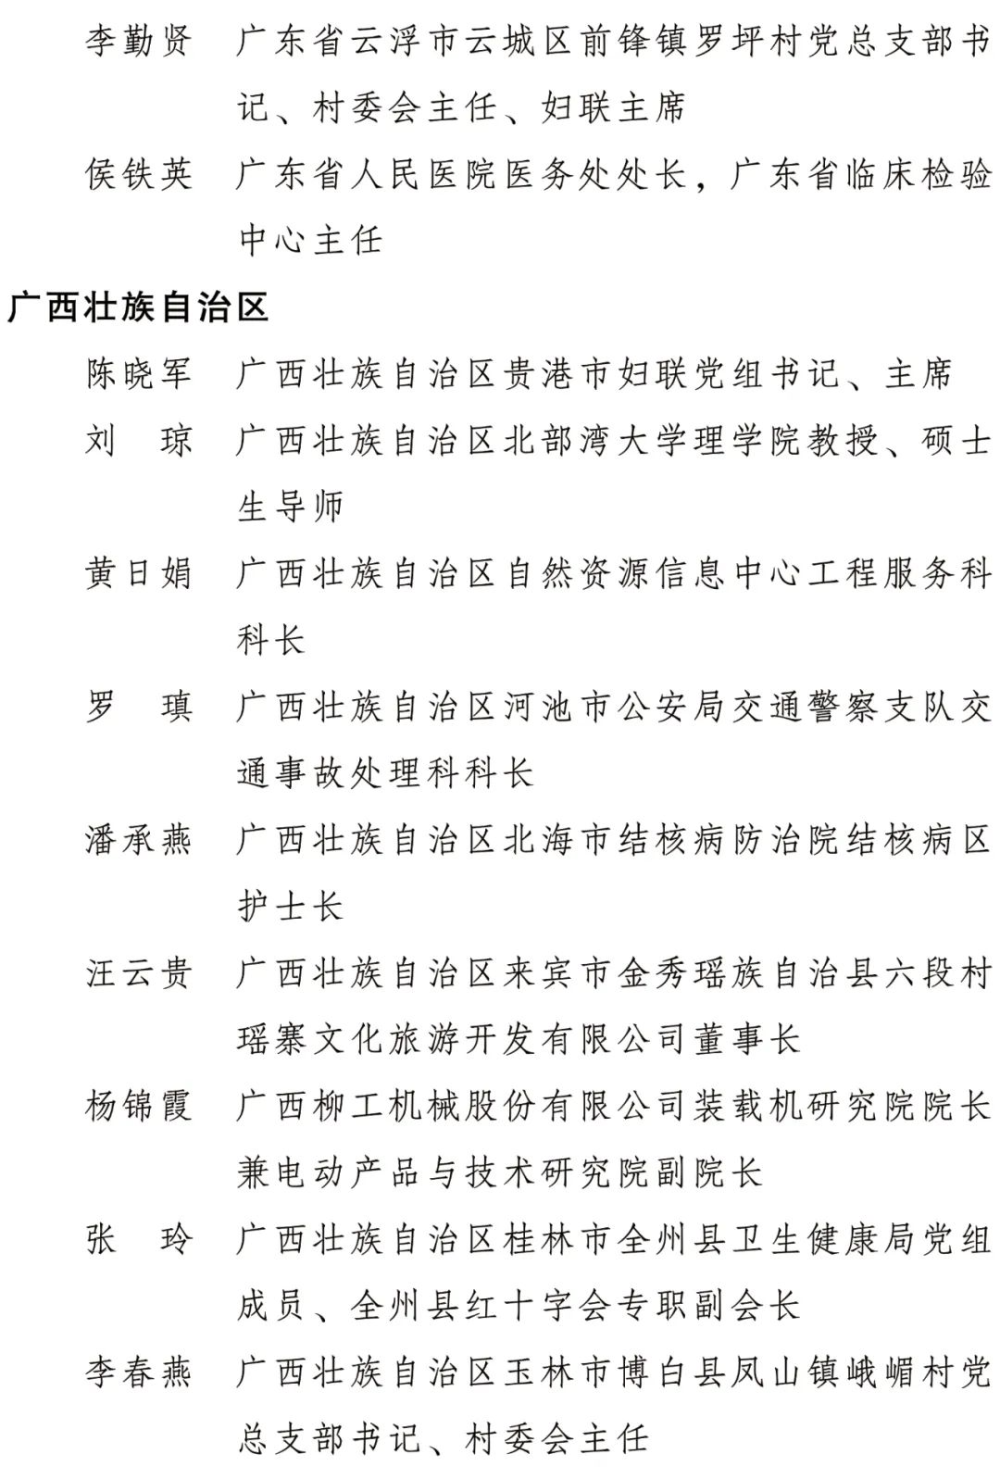 李勤贤 广东省云浮市云城区前锋镇罗坪村党总支部书
记、村委会主任、妇联主席
侯铁英 广东省人民医院医务处处长，广东省临床检验
中心主任
广西壮族自治区
陈晓军 广西壮族自治区贵港市妇联党组书记、主席
刘 琼 广西壮族自治区北部湾大学理学院教授、硕士
生导师
黄日娟 广西壮族自治区自然资源信息中心工程服务科
科长
罗 瑱 广西壮族自治区河池市公安局交通警察支队交
通事故处理科科长
潘承燕 广西壮族自治区北海市结核病防治院结核病区
护士长
汪云贵 广西壮族自治区来宾市金秀瑶族自治县六段村
瑶寨文化旅游开发有限公司董事长
杨锦霞 广西柳工机械股份有限公司装载机研究院院长
兼电动产品与技术研究院副院长
张 玲 广西壮族自治区桂林市全州县卫生健康局党组
成员、全州县红十字会专职副会长
李春燕 广西壮族自治区玉林市博白县凤山镇峨嵋村党
总支部书记、村委会主任